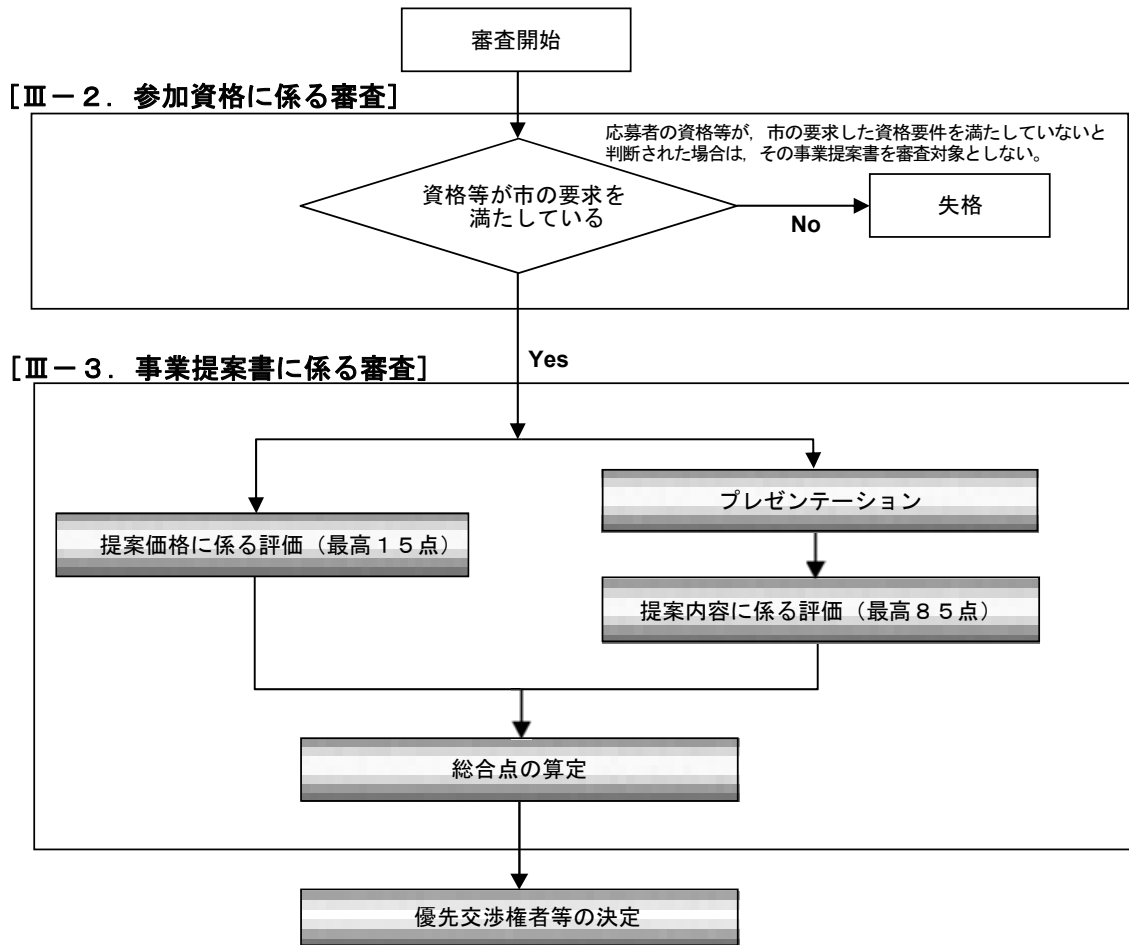 審査開始
[Ⅲ－２．参加資格に係る審査]
応募者の資格等が，市の要求した資格要件を満たしていないと
判断された場合は，その事業提案書を審査対象としない。
資格等が市の要求を
満たしている
No
失格
Yes
[Ⅲ－３．事業提案書に係る審査]
プレゼンテーション
提案価格に係る評価（最高１５点）
提案内容に係る評価（最高８５点）
総合点の算定
優先交渉権者等の決定